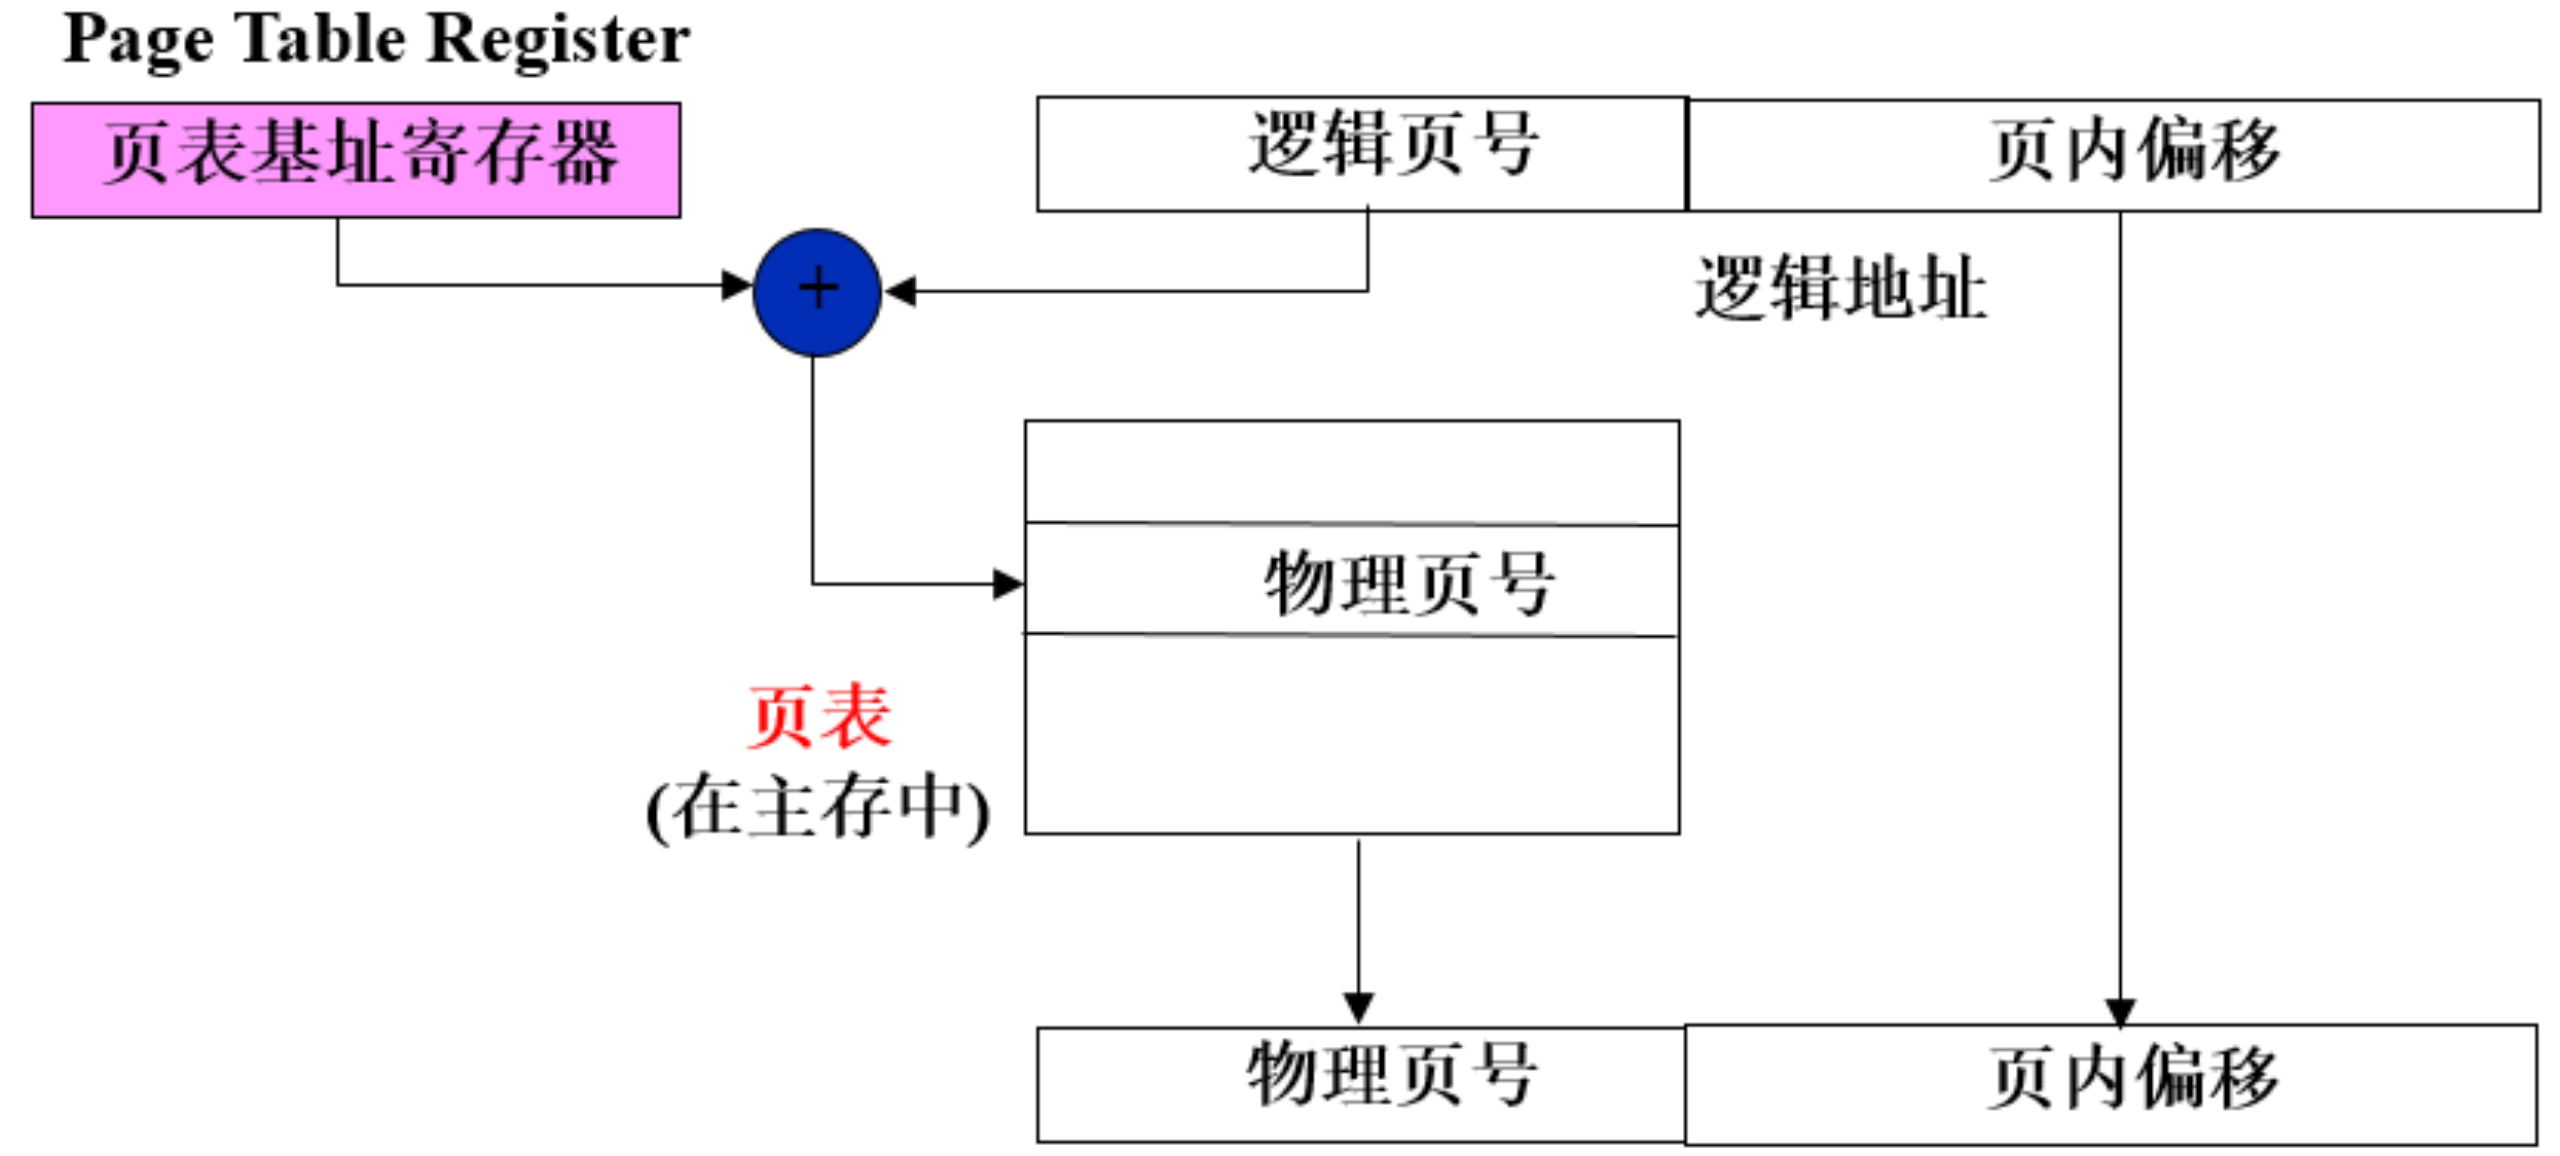 Page Table Register
页表基址寄存器
逻辑页号
页内偏移
+
逻辑地址
物理页号
页表
(在主存中)
物理页号
页内偏移